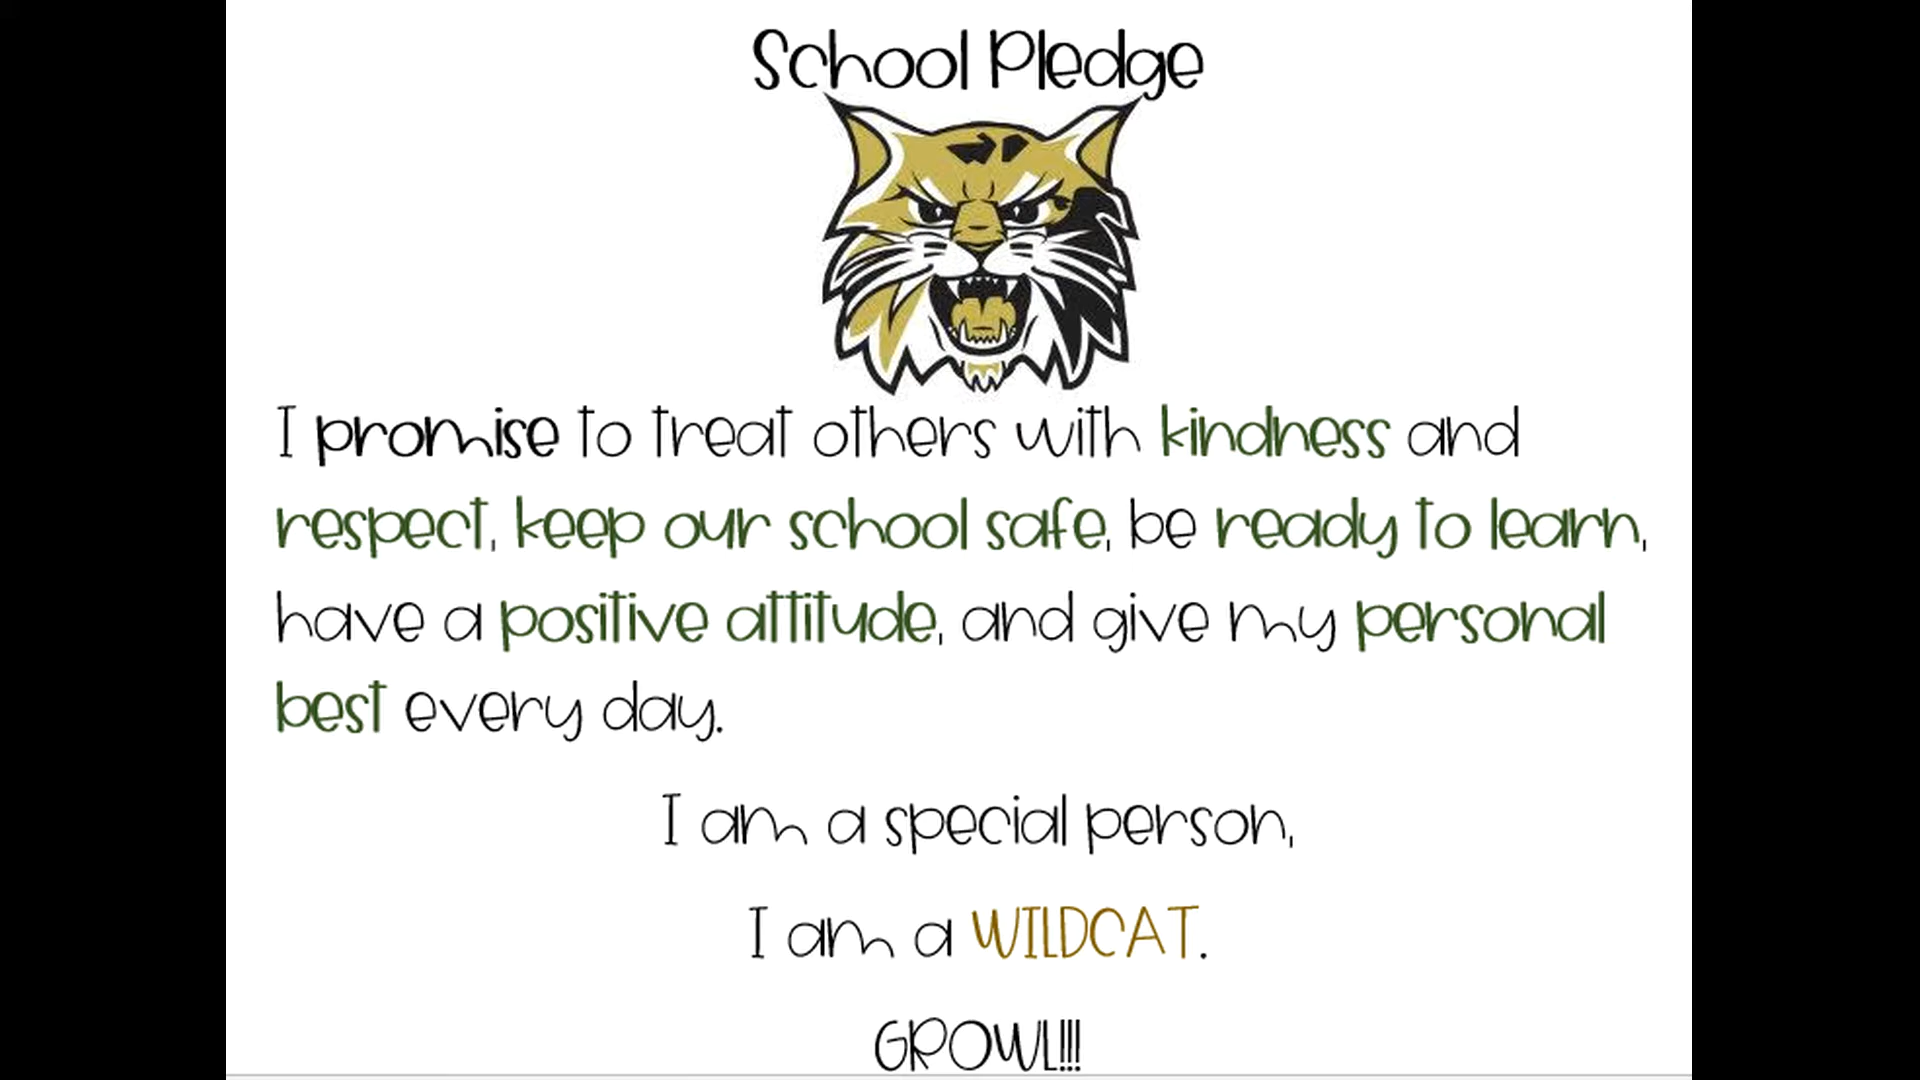 School Pledge
I promise to treat others with kindness and
respect, keep our school safe, be ready to learn,
have a positive attitude, and give my personal
best every day.
I am a special person,
I am a WILDCAT.
GROWL!!!